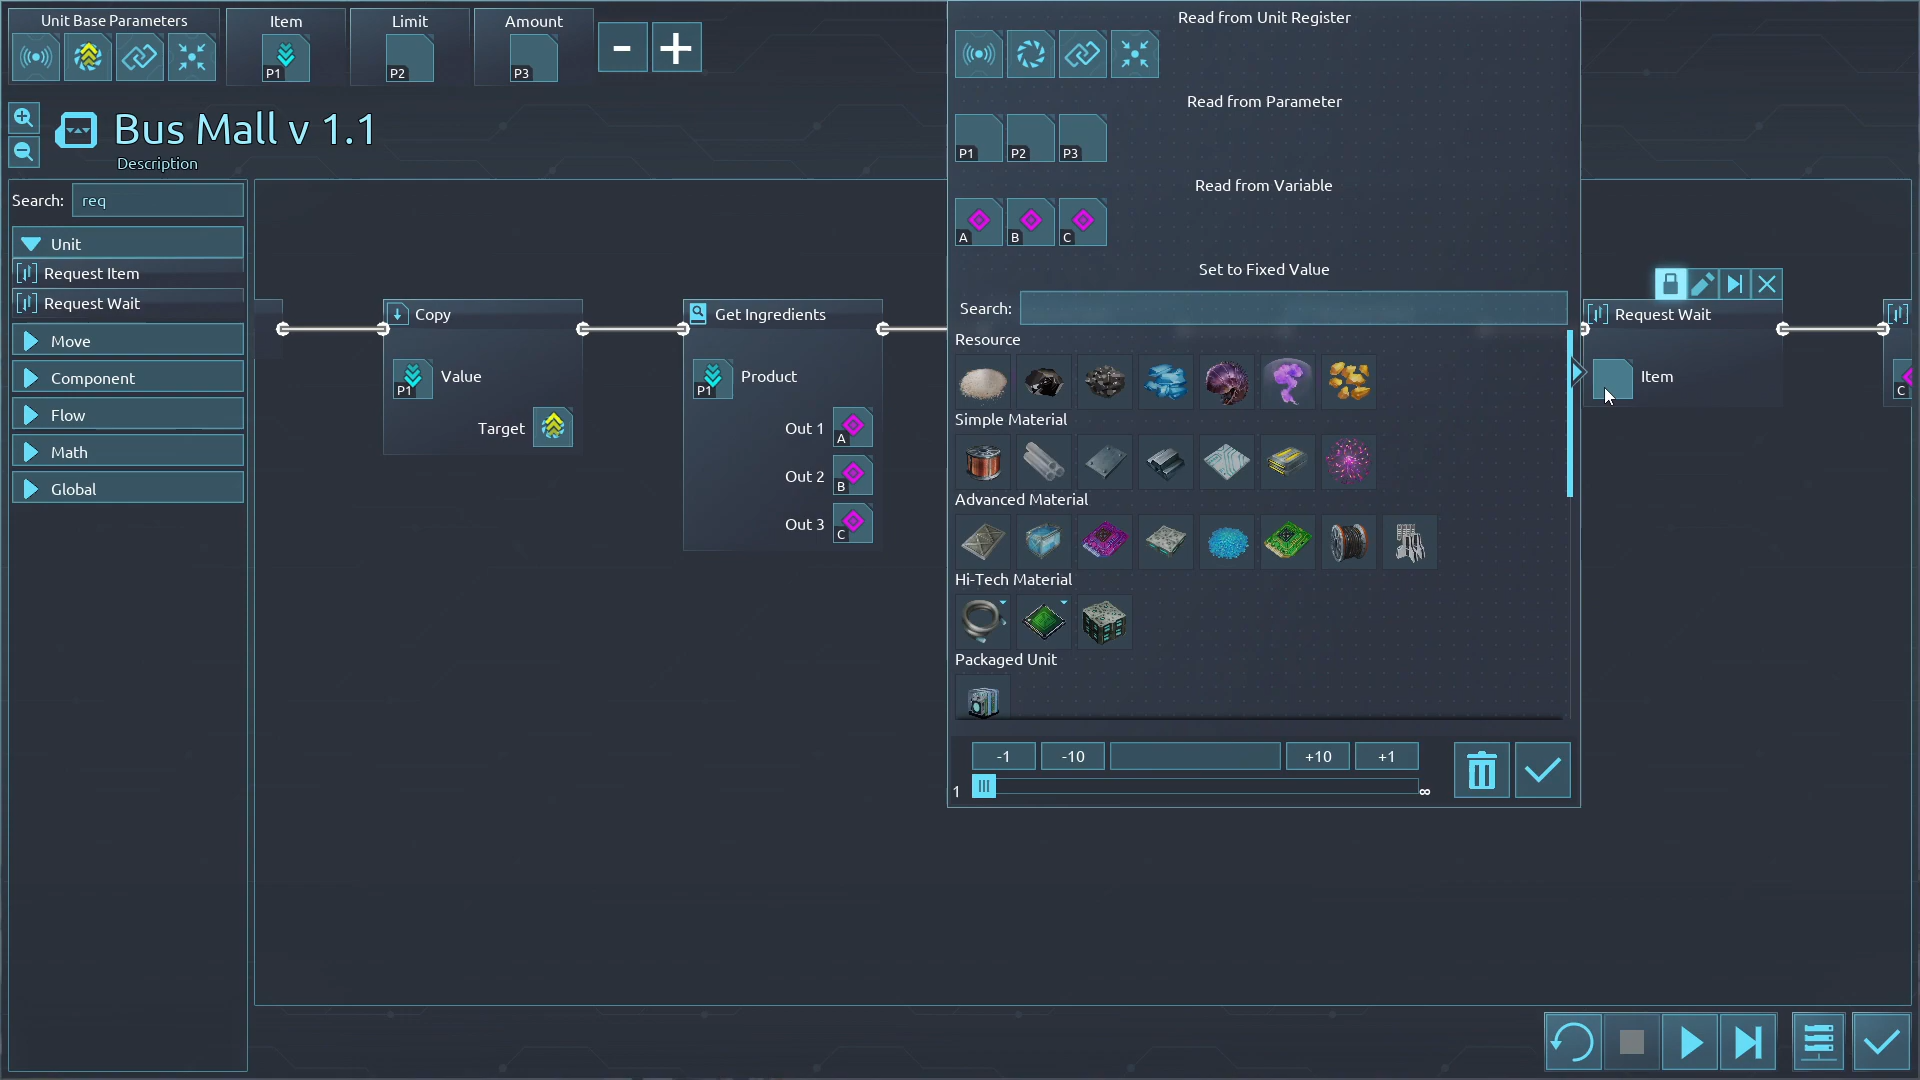 Unit Base Parameters
Item
P1
Limit
P2
Amount
P3
- +
Bus Mall v 1.1
Description
Search: req
Unit
Request Item
Request Wait
Move
Component
Flow
Math
Global
Copy
P1 Value
Target
Get Ingredients
P1 Product
Out 1 A
Out 2 B
Out 3 C
Read from Unit Register
Read from Parameter
P1 P2 P3
Read from Variable
A B C
Set to Fixed Value
Search:
Resource
Simple Material
Advanced Material
Hi-Tech Material
Packaged Unit
-1 -10 +10 +1
1 ∞
Request Wait
Item
C